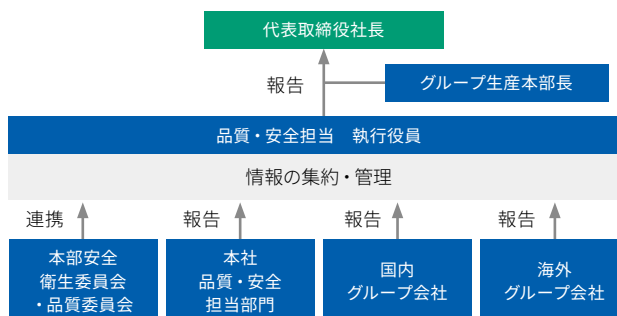 代表取締役社長
報告
グループ生産本部長
品質・安全担当　執行役員
情報の集約・管理
連携
報告
報告
報告
本部安全
衛生委員会
・品質委員会
本社
品質・安全
担当部門
国内
グループ会社
海外
グループ会社